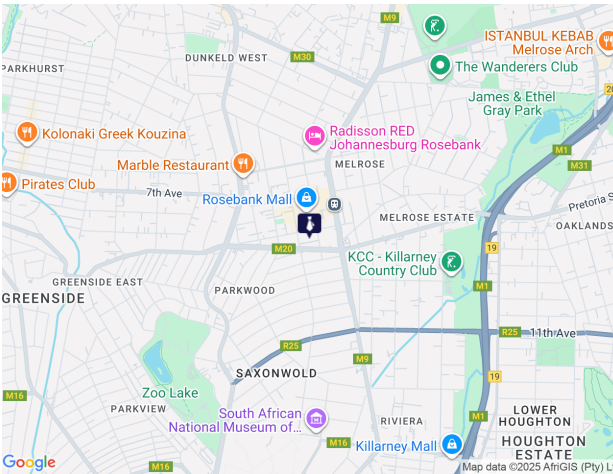 M9
ISTANBUL KEBAB
Melrose Arch
DUNKELD WEST
M30
PARKHURST
The Wanderers Club
James & Ethel
Gray Park
20
Kolonaki Greek Kouzina
Radisson RED
Johannesburg Rosebank
M1
Marble Restaurant
MELROSE
M31
Pirates Club
7th Ave
Rosebank Mall
Pretoria S
MELROSE ESTATE
OAKLANDS
M20
19
KCC - Killarney
Country Club
GREENSIDE EAST
M1
PARKWOOD
GREENSIDE
R25
11th Ave
R25
M9
SAXONWOLD
19
Zoo Lake
M16
PARKVIEW
South African
National Museum of...
RIVIERA
M1
LOWER
HOUGHTON
M16
Killarney Mall
HOUGHTON
ESTATE
M16
Google
Map data ©2025 AfriGIS (Pty) L